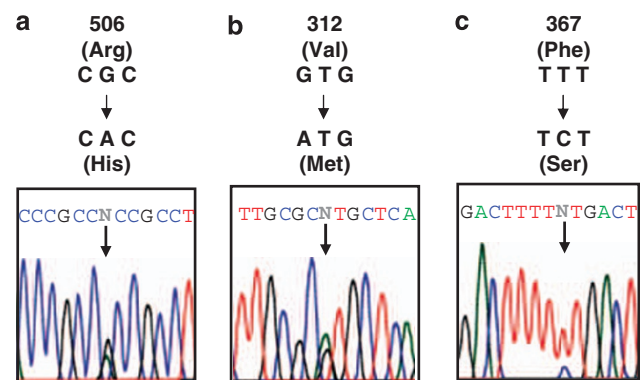 a
506
(Arg)
C G C
C A C
(His)
CCCGCCNCCGCCT
b
312
(Val)
G T G
A T G
(Met)
TTGCGCNTGCTCA
c
367
(Phe)
T T T
T C T
(Ser)
GACTTTTNTGACT